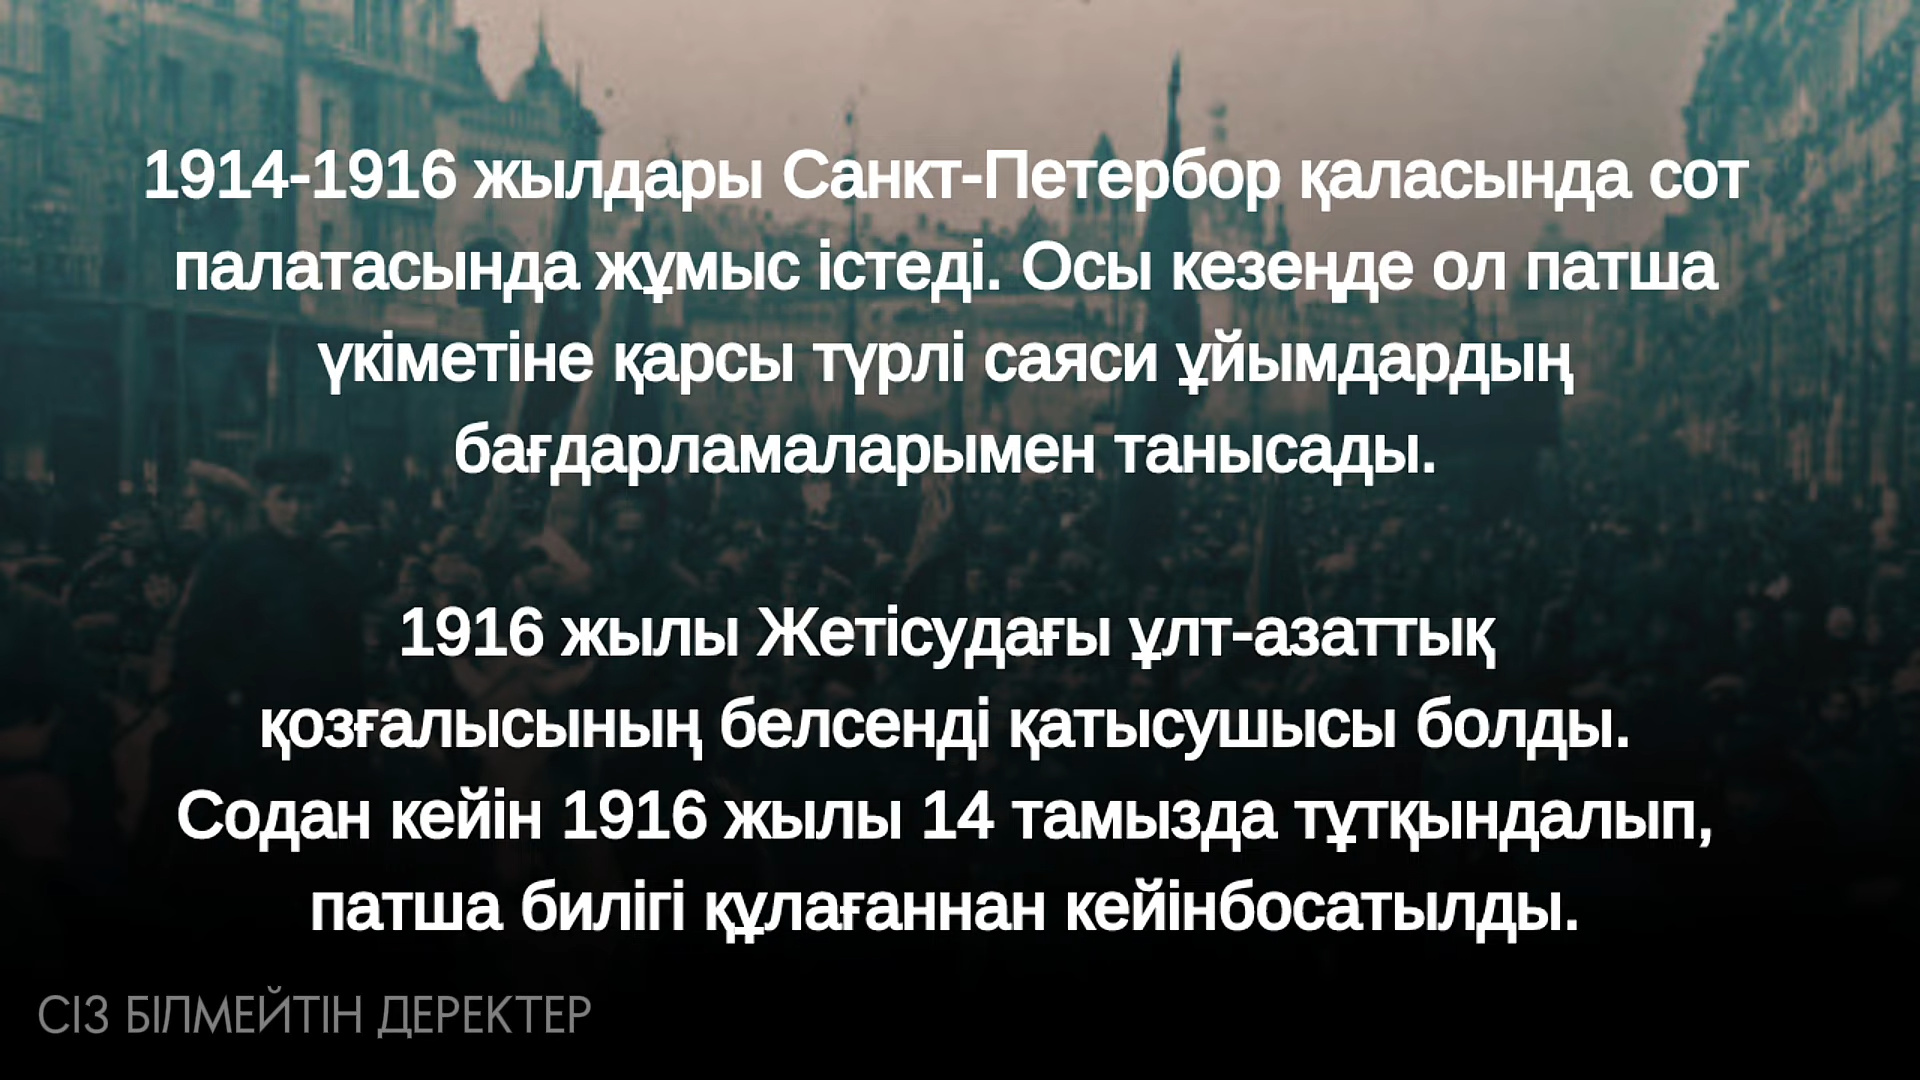 1914-1916 жылдары Санкт-Петербор қаласында сот
палатасында жұмыс істеді. Осы кезеңде ол патша
үкіметіне қарсы түрлі саяси ұйымдардың
бағдарламаларымен танысады.
1916 жылы Жетісудағы ұлт-азаттық
қозғалысының белсенді қатысушысы болды.
Содан кейін 1916 жылы 14 тамызда тұтқындалып,
патша билігі құлағаннан кейінбосатылды.
СІЗ БІЛМЕЙТІН ДЕРЕКТЕР